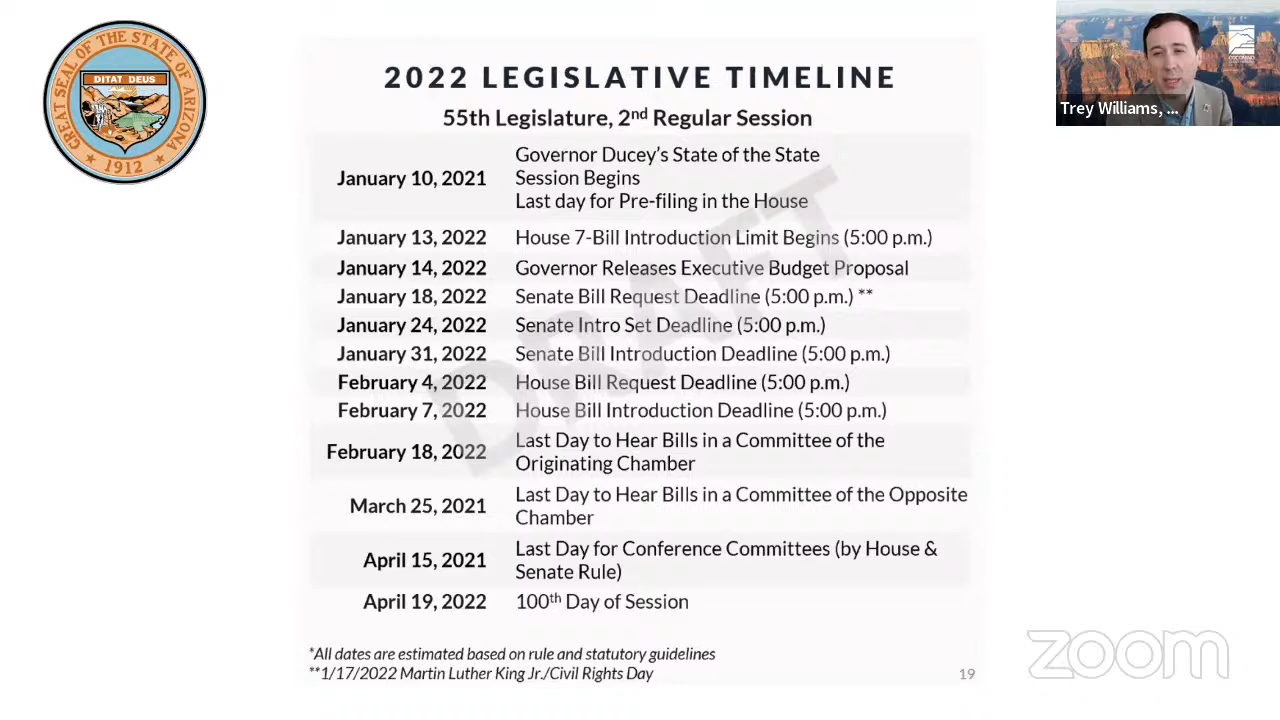 GREAT SEAL OF THE STATE OF ARIZONA
DITAT DEUS
1912
2022 LEGISLATIVE TIMELINE
55th Legislature, 2nd Regular Session
January 10, 2021
Governor Ducey's State of the State
Session Begins
Last day for Pre-filing in the House
January 13, 2022 House 7-Bill Introduction Limit Begins (5:00 p.m.)
January 14, 2022 Governor Releases Executive Budget Proposal
January 18, 2022 Senate Bill Request Deadline (5:00 p.m.) **
January 24, 2022 Senate Intro Set Deadline (5:00 p.m.)
January 31, 2022 Senate Bill Introduction Deadline (5:00 p.m.)
February 4, 2022 House Bill Request Deadline (5:00 p.m.)
February 7, 2022 House Bill Introduction Deadline (5:00 p.m.)
February 18, 2022
Last Day to Hear Bills in a Committee of the
Originating Chamber
March 25, 2021
Last Day to Hear Bills in a Committee of the Opposite
Chamber
April 15, 2021
Last Day for Conference Committees (by House &
Senate Rule)
April 19, 2022 100th Day of Session
DRAFT
*All dates are estimated based on rule and statutory guidelines
**1/17/2022 Martin Luther King Jr./Civil Rights Day
19
Trey Williams, ...
zoom